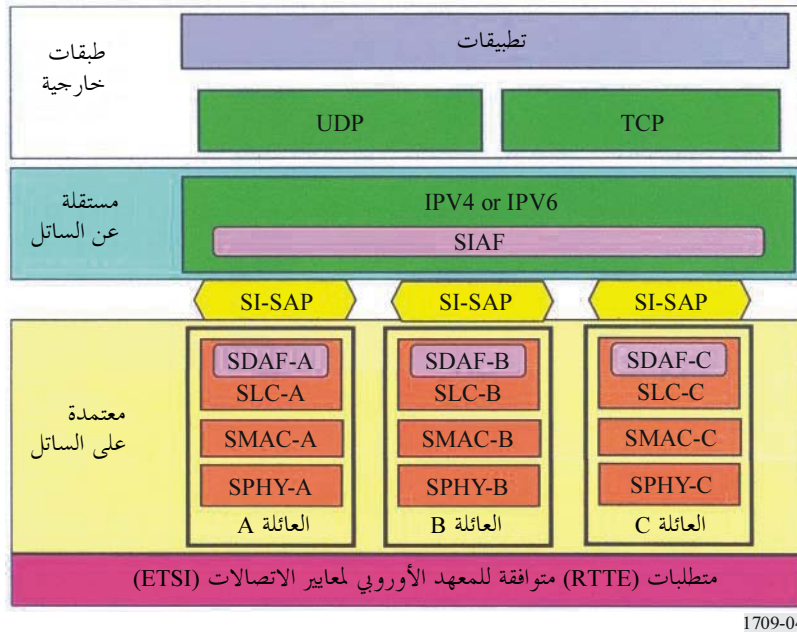 تطبيقات
طبقات
خارجية
UDP
TCP
مستقلة
عن الساتل
IPV4 or IPV6
SIAF
SI-SAP
SI-SAP
SI-SAP
معتمدة
على الساتل
SDAF-A
SLC-A
SMAC-A
SPHY-A
العائلة A
SDAF-B
SLC-B
SMAC-B
SPHY-B
العائلة B
SDAF-C
SLC-C
SMAC-C
SPHY-C
العائلة C
متطلبات (RTTE) متوافقة للمعهد الأوروبي لمعايير الاتصالات (ETSI)
1709-04